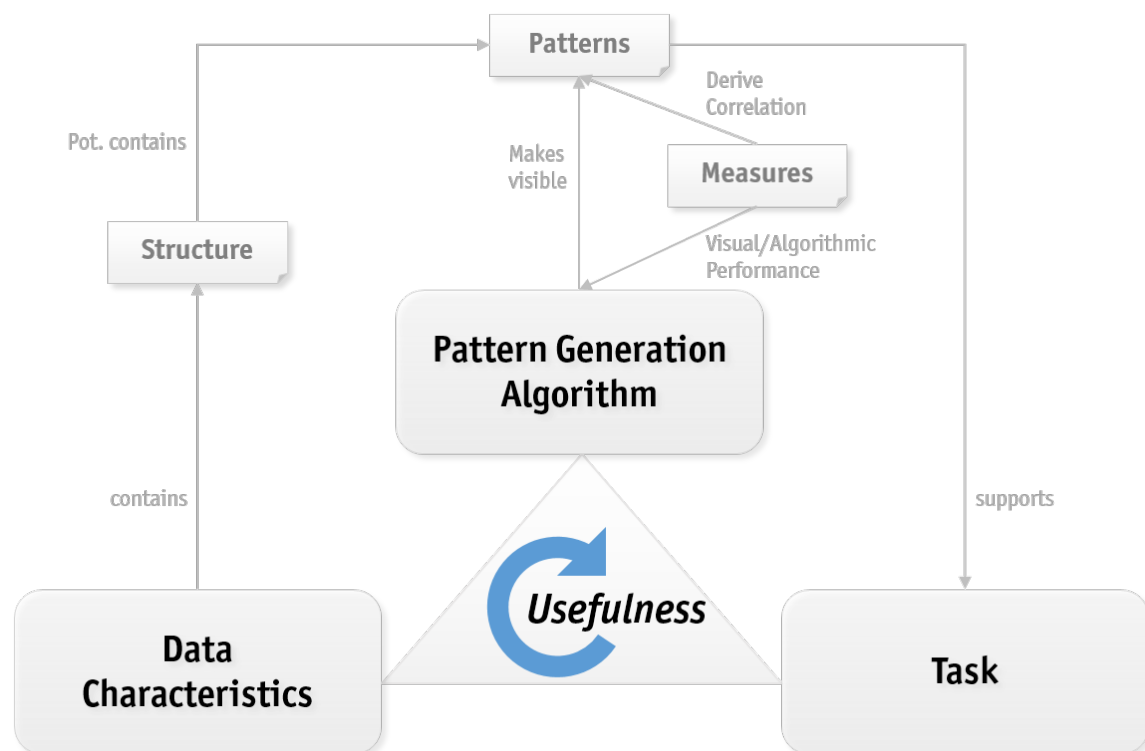 Patterns
Derive
Correlation
Pot. contains
Makes
visible
Measures
Structure
Visual/Algorithmic
Performance
Pattern Generation
Algorithm
contains
supports
Usefulness
Data
Characteristics
Task